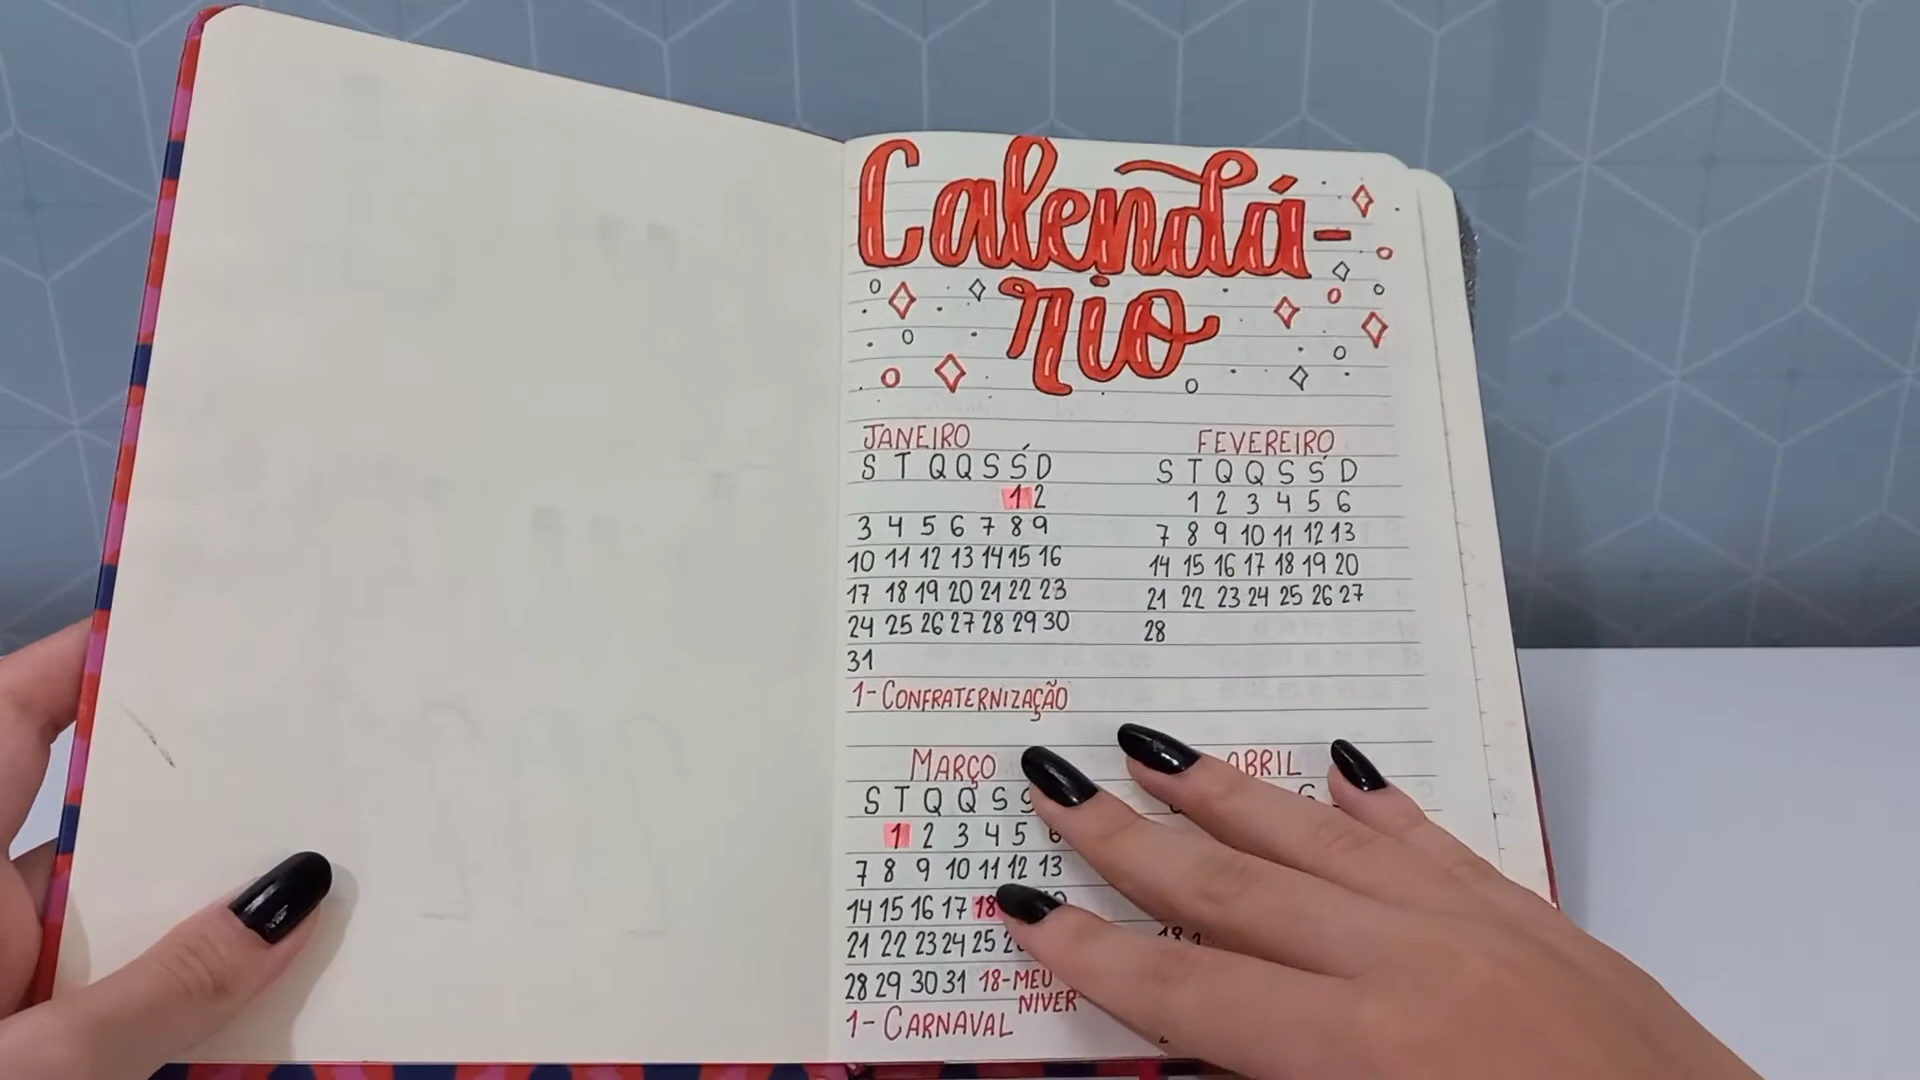 Calendá-
rio
JANEIRO
S T Q Q S S D
1 2
3 4 5 6 7 8 9
10 11 12 13 14 15 16
17 18 19 20 21 22 23
24 25 26 27 28 29 30
31
1- CONFRATERNIZAÇÃO
FEVEREIRO
S T Q Q S S D
1 2 3 4 5 6
7 8 9 10 11 12 13
14 15 16 17 18 19 20
21 22 23 24 25 26 27
28
MARÇO
S T Q Q S S
1 2 3 4 5 6
7 8 9 10 11 12 13
14 15 16 17 18
21 22 23 24 25
28 29 30 31 18-MEU
NIVER
1- CARNAVAL
ABRIL
18